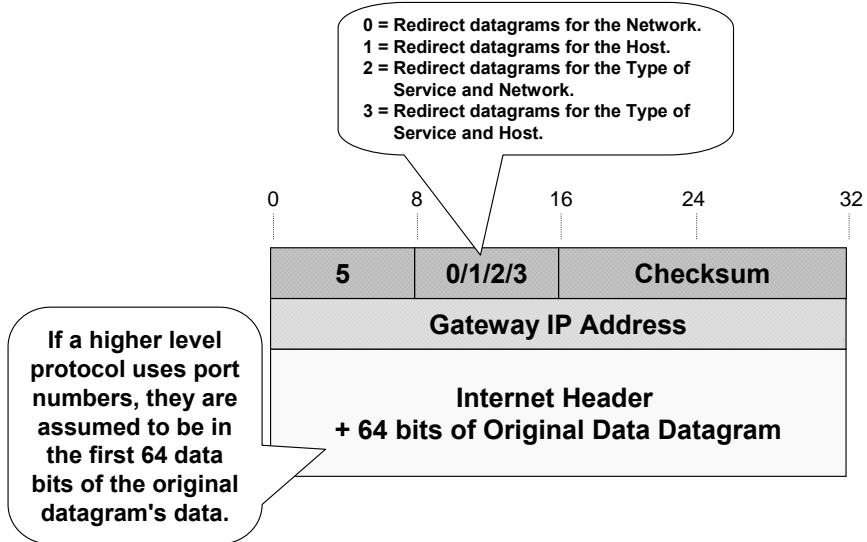 0 = Redirect datagrams for the Network.
1 = Redirect datagrams for the Host.
2 = Redirect datagrams for the Type of
Service and Network.
3 = Redirect datagrams for the Type of
Service and Host.
0 8 16 24 32
5 0/1/2/3 Checksum
Gateway IP Address
If a higher level
protocol uses port
numbers, they are
assumed to be in
the first 64 data
bits of the original
datagram's data.
Internet Header
+ 64 bits of Original Data Datagram